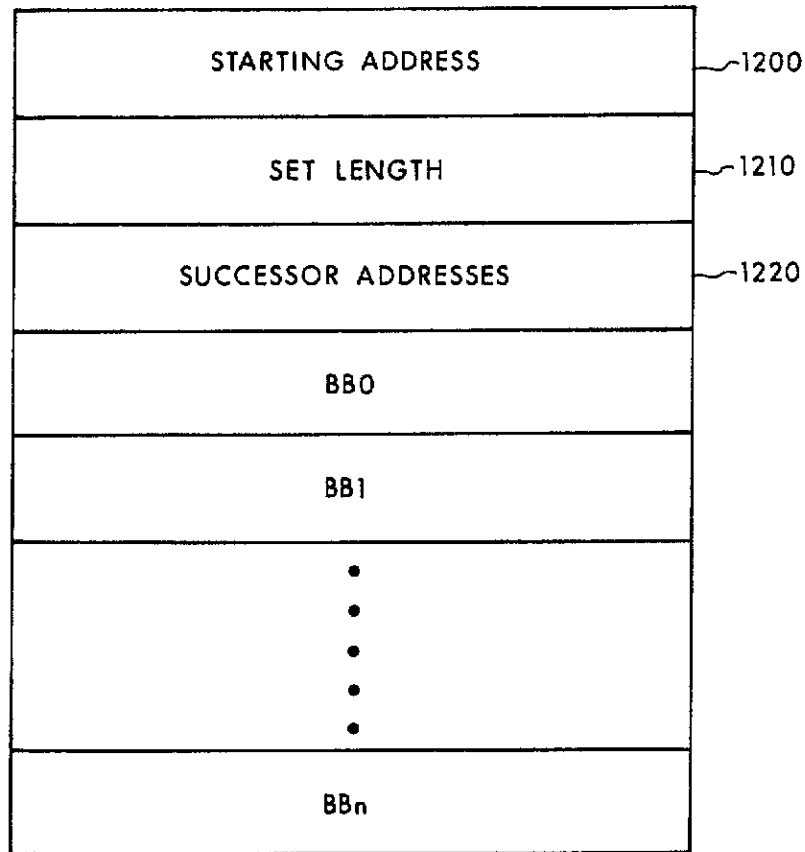 STARTING ADDRESS 1200
SET LENGTH 1210
SUCCESSOR ADDRESSES 1220
BB0
BB1
BBn